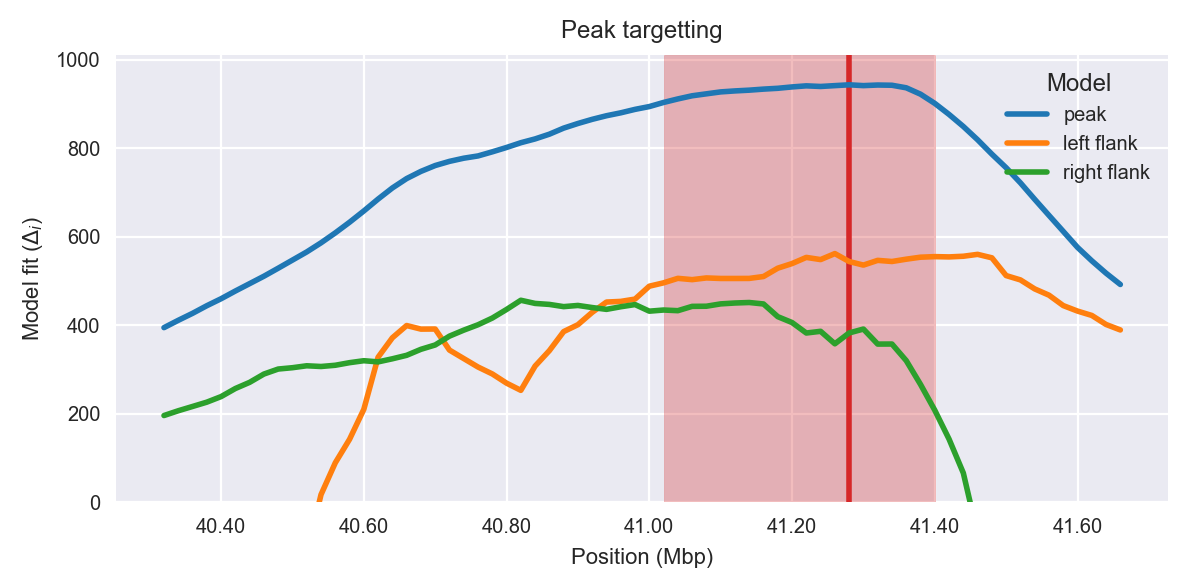 Peak targetting
1000
800
600
400
200
0
Model fit (Δi)
Model
peak
left flank
right flank
40.40 40.60 40.80 41.00 41.20 41.40 41.60
Position (Mbp)